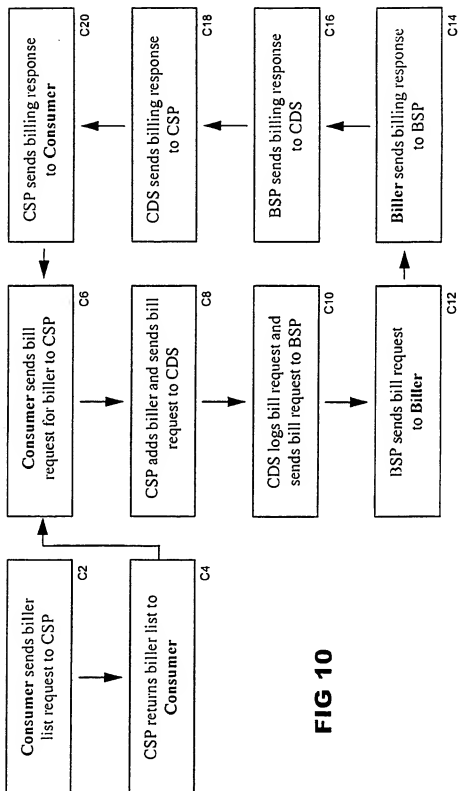 Consumer sends biller
list request to CSP
C2
CSP returns biller list to
Consumer
C4
Consumer sends bill
request for biller to CSP
C6
CSP adds biller and sends bill
request to CDS
C8
CDS logs bill request and
sends bill request to BSP
C10
BSP sends bill request
to Biller
C12
Biller sends billing response
to BSP
C14
BSP sends billing response
to CDS
C16
CDS sends billing response
to CSP
C18
CSP sends billing response
to Consumer
C20
FIG 10